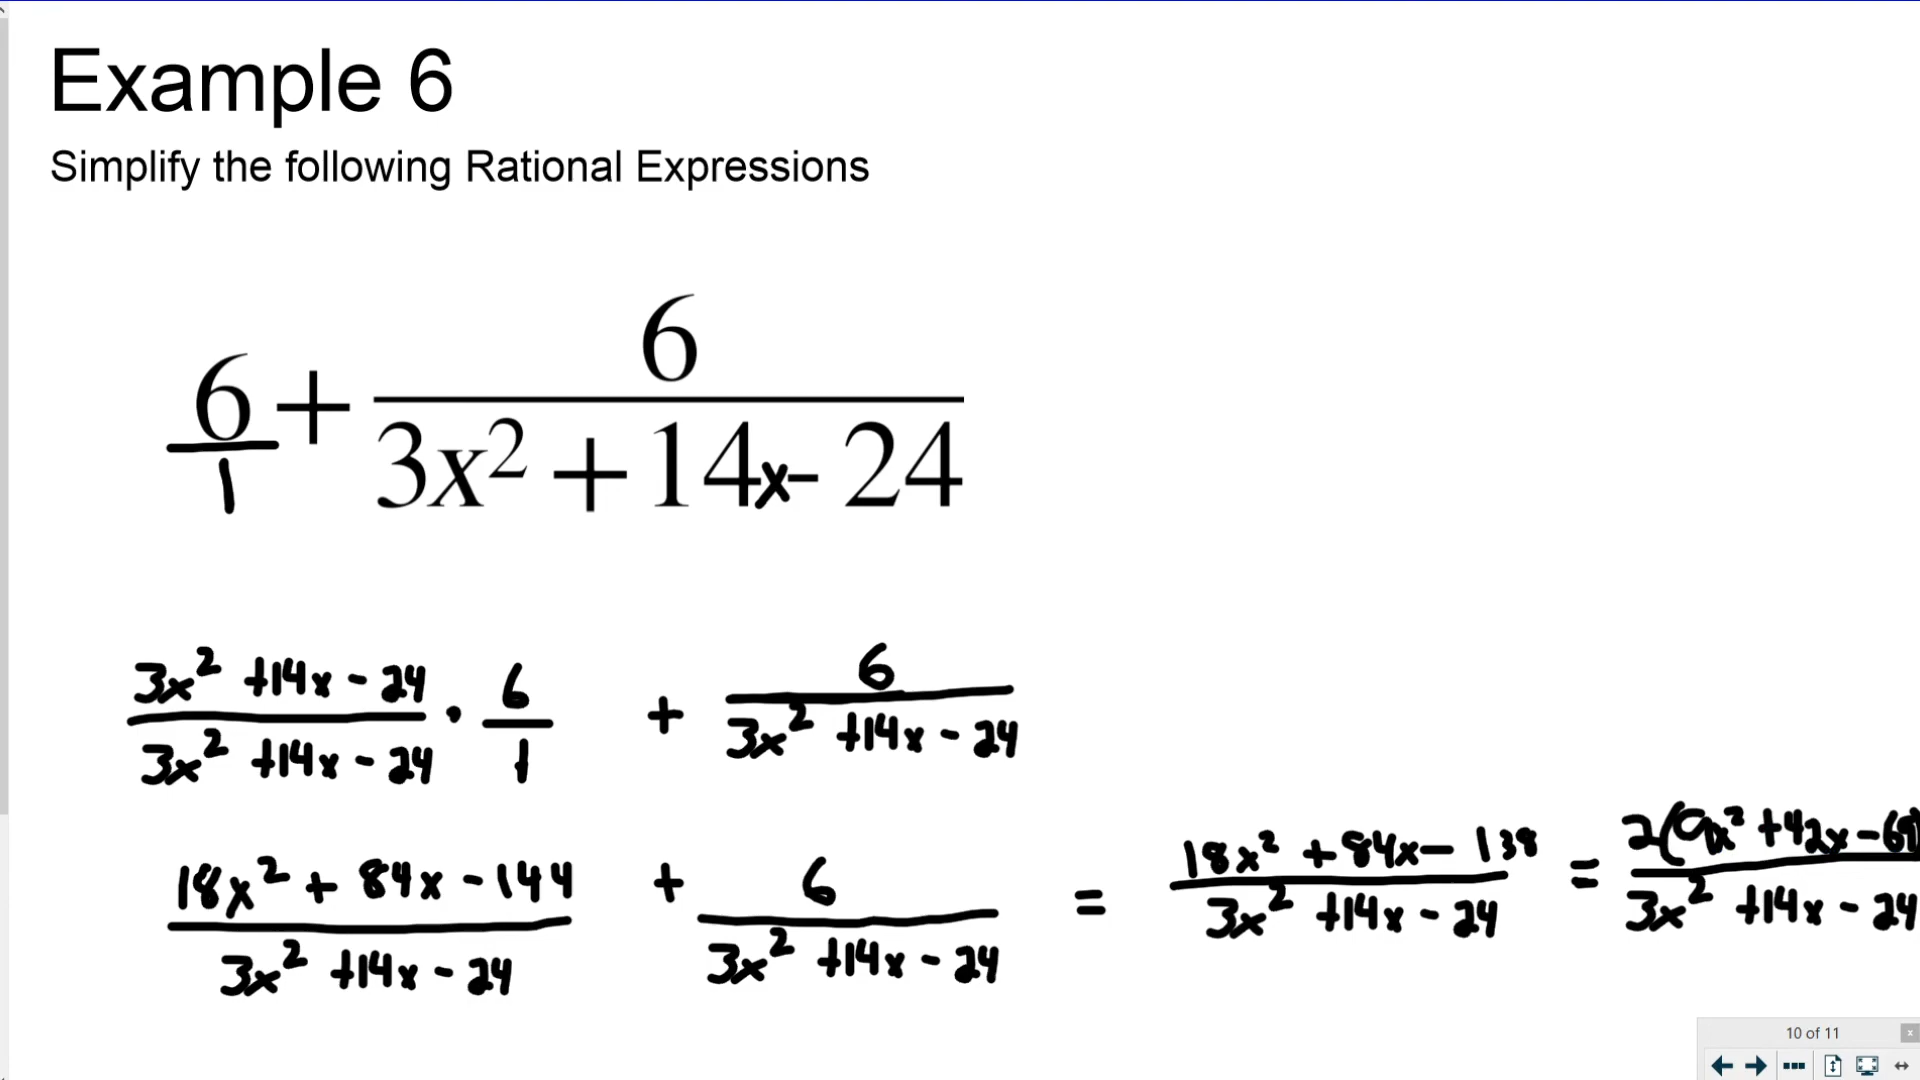 Example 6
Simplify the following Rational Expressions
6/1 + 6/(3x² + 14x - 24)
(3x² + 14x - 24)/(3x² + 14x - 24) · 6/1 + 6/(3x² + 14x - 24)
(18x² + 84x - 144)/(3x² + 14x - 24) + 6/(3x² + 14x - 24) = (18x² + 84x - 138)/(3x² + 14x - 24) = 2(9x² + 42x - 69)/(3x² + 14x - 24)
10 of 11